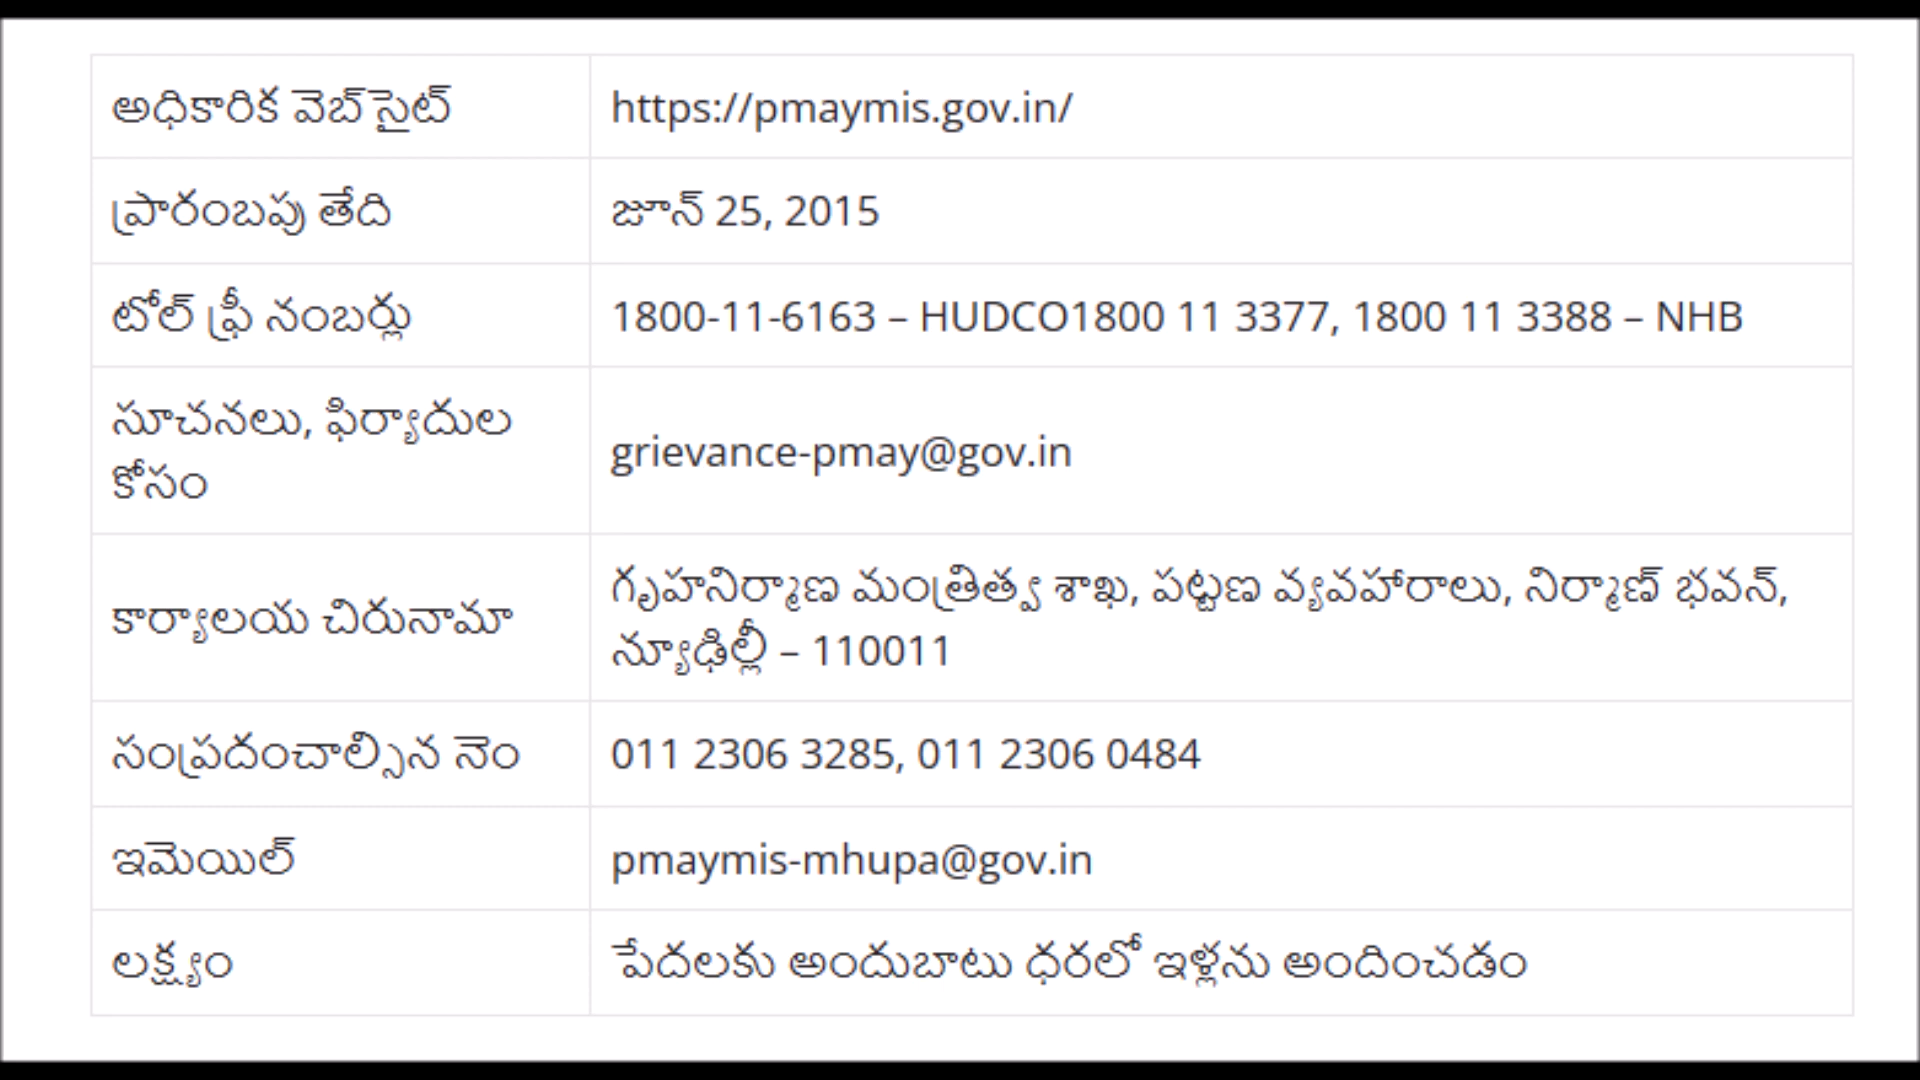 అధికారిక వెబ్‌సైట్ https://pmaymis.gov.in/
ప్రారంబపు తేది జూన్ 25, 2015
టోల్ ఫ్రీ నంబర్లు 1800-11-6163 – HUDCO1800 11 3377, 1800 11 3388 – NHB
సూచనలు, ఫిర్యాదుల
కోసం
grievance-pmay@gov.in
కార్యాలయ చిరునామా
గృహనిర్మాణ మంత్రిత్వ శాఖ, పట్టణ వ్యవహారాలు, నిర్మాణ్ భవన్,
న్యూఢిల్లీ – 110011
సంప్రదంచాల్సిన నెం 011 2306 3285, 011 2306 0484
ఇమెయిల్ pmaymis-mhupa@gov.in
లక్ష్యం పేదలకు అందుబాటు ధరలో ఇళ్లను అందించడం